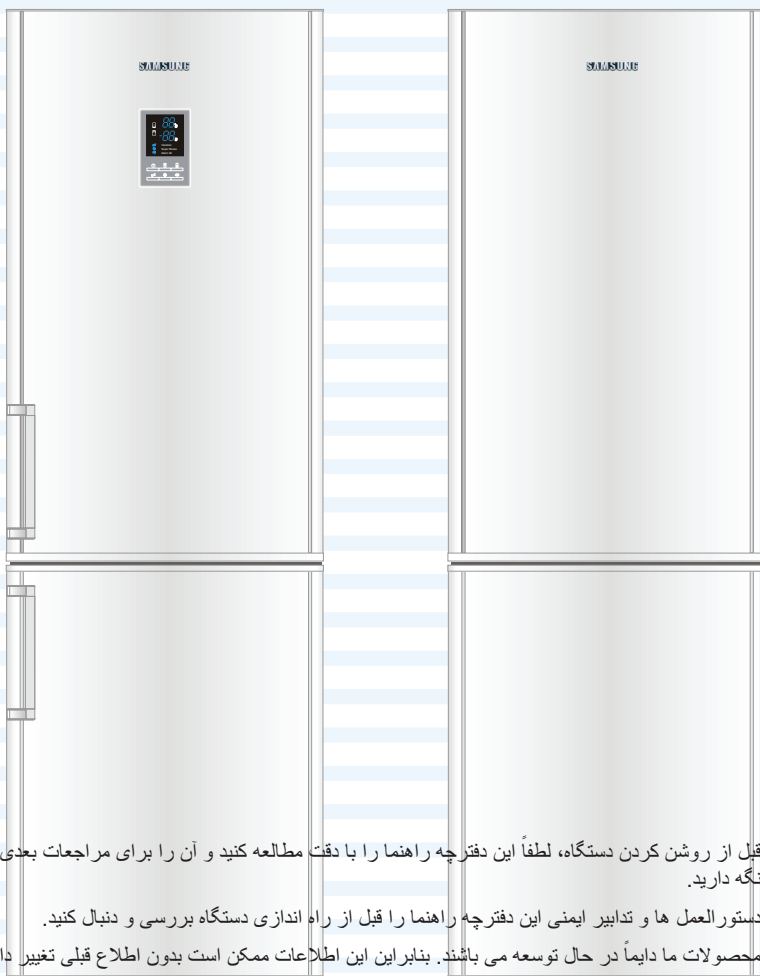 SAMSUNG
SAMSUNG
88
-88
قبل از روشن کردن دستگاه، لطفاً این دفترچه راهنما را با دقت مطالعه کنید و آن را برای مراجعات بعدی
نگه دارید.
دستورالعمل ها و تدابیر ایمنی این دفترچه راهنما را قبل از راه اندازی دستگاه بررسی و دنبال کنید.
محصولات ما دایماً در حال توسعه می باشند. بنابراین این اطلاعات ممکن است بدون اطلاع قبلی تغییر